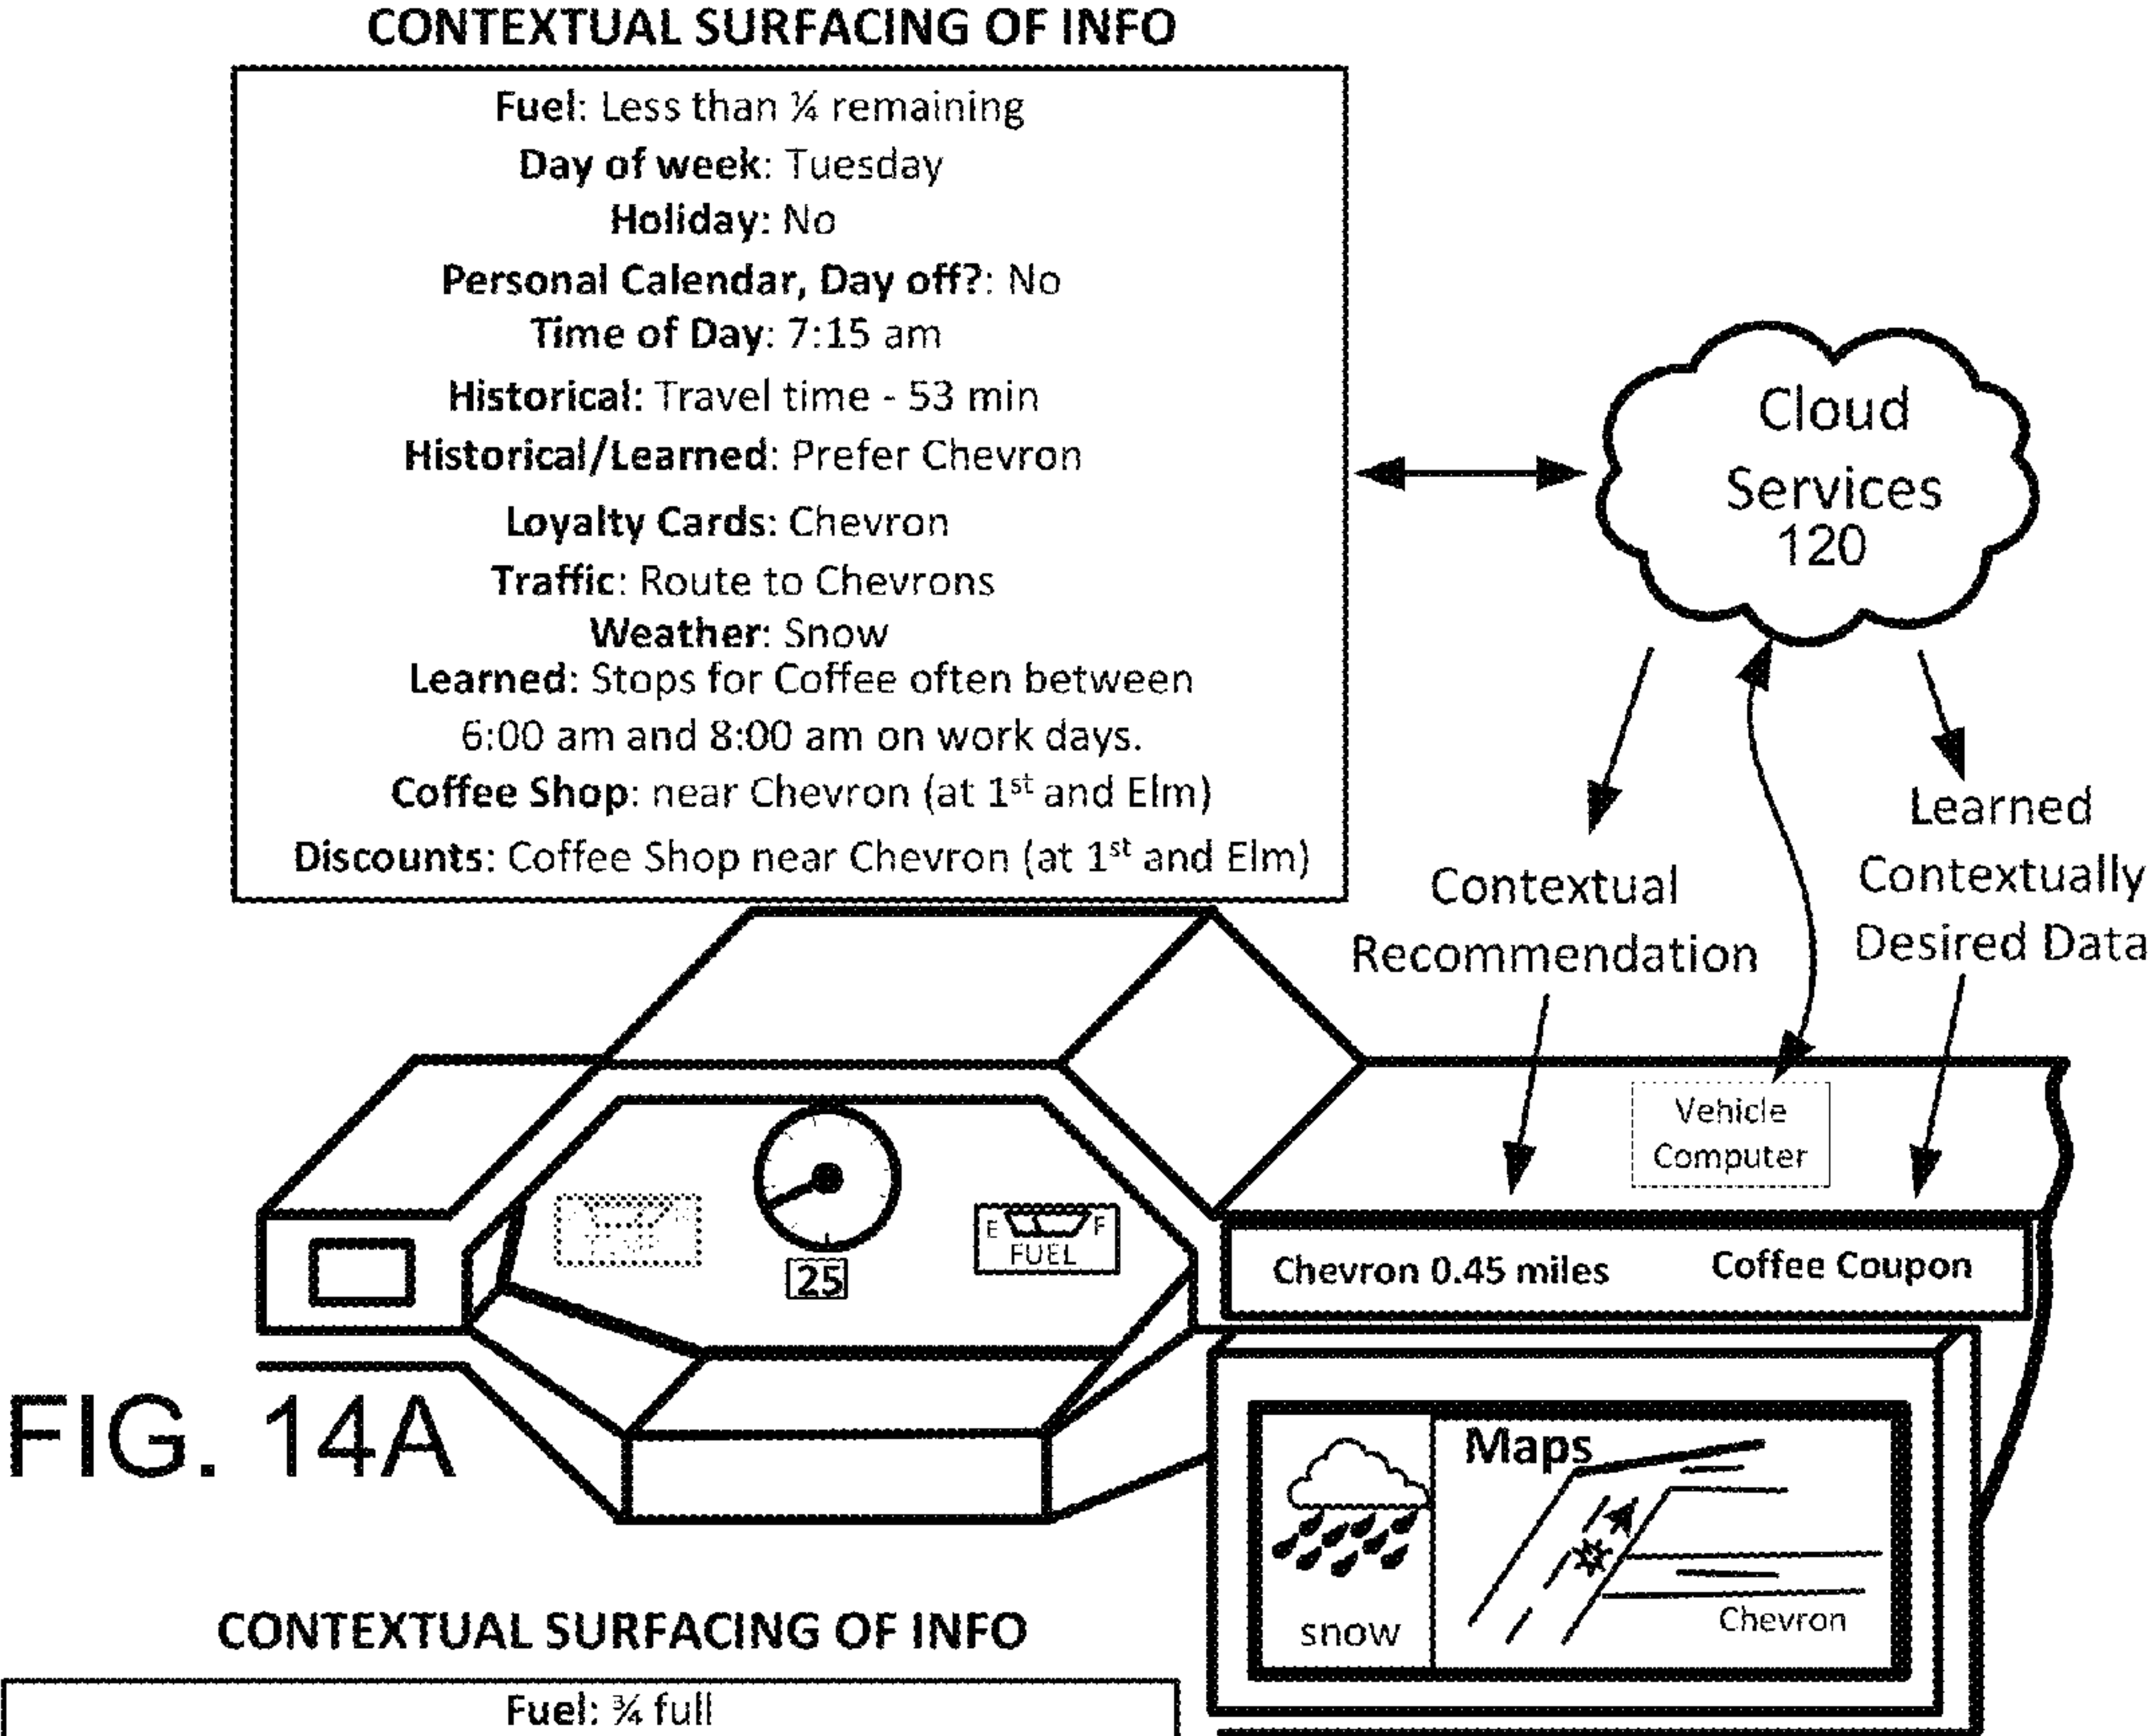 CONTEXTUAL SURFACING OF INFO
Fuel: Less than ¼ remaining
Day of week: Tuesday
Holiday: No
Personal Calendar, Day off?: No
Time of Day: 7:15 am
Historical: Travel time - 53 min
Historical/Learned: Prefer Chevron
Loyalty Cards: Chevron
Traffic: Route to Chevrons
Weather: Snow
Learned: Stops for Coffee often between
6:00 am and 8:00 am on work days.
Coffee Shop: near Chevron (at 1st and Elm)
Discounts: Coffee Shop near Chevron (at 1st and Elm)
Cloud
Services
120
Contextual
Recommendation
Learned
Contextually
Desired Data
Vehicle
Computer
E F
FUEL
25
Chevron 0.45 miles
Coffee Coupon
FIG. 14A
Maps
snow
Chevron
CONTEXTUAL SURFACING OF INFO
Fuel: ¾ full